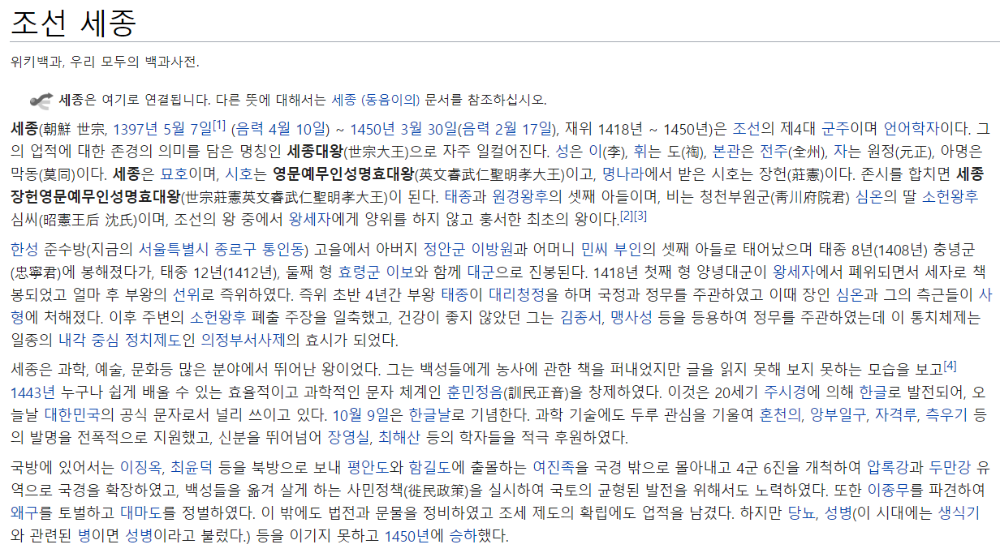 조선 세종
위키백과, 우리 모두의 백과사전.
세종은 여기로 연결됩니다. 다른 뜻에 대해서는 세종 (동음이의) 문서를 참조하십시오.
세종(朝鮮 世宗, 1397년 5월 7일[1] (음력 4월 10일) ~ 1450년 3월 30일(음력 2월 17일), 재위 1418년 ~ 1450년)은 조선의 제4대 군주이며 언어학자이다. 그
의 업적에 대한 존경의 의미를 담은 명칭인 세종대왕(世宗大王)으로 자주 일컬어진다. 성은 이(李), 휘는 도(祹), 본관은 전주(全州), 자는 원정(元正), 아명은
막동(莫同)이다. 세종은 묘호이며, 시호는 영문예무인성명효대왕(英文睿武仁聖明孝大王)이고, 명나라에서 받은 시호는 장헌(莊憲)이다. 존시를 합치면 세종
장헌영문예무인성명효대왕(世宗莊憲英文睿武仁聖明孝大王)이 된다. 태종과 원경왕후의 셋째 아들이며, 비는 청천부원군(靑川府院君) 심온의 딸 소헌왕후
심씨(昭憲王后 沈氏)이며, 조선의 왕 중에서 왕세자에게 양위를 하지 않고 훙서한 최초의 왕이다.[2][3]
한성 준수방(지금의 서울특별시 종로구 통인동) 고을에서 아버지 정안군 이방원과 어머니 민씨 부인의 셋째 아들로 태어났으며 태종 8년(1408년) 충녕군
(忠寧君)에 봉해졌다가, 태종 12년(1412년), 둘째 형 효령군 이보와 함께 대군으로 진봉된다. 1418년 첫째 형 양녕대군이 왕세자에서 폐위되면서 세자로 책
봉되었고 얼마 후 부왕의 선위로 즉위하였다. 즉위 초반 4년간 부왕 태종이 대리청정을 하며 국정과 정무를 주관하였고 이때 장인 심온과 그의 측근들이 사
형에 처해졌다. 이후 주변의 소헌왕후 폐출 주장을 일축했고, 건강이 좋지 않았던 그는 김종서, 맹사성 등을 등용하여 정무를 주관하였는데 이 통치체제는
일종의 내각 중심 정치제도인 의정부서사제의 효시가 되었다.
세종은 과학, 예술, 문화등 많은 분야에서 뛰어난 왕이었다. 그는 백성들에게 농사에 관한 책을 퍼내었지만 글을 읽지 못해 보지 못하는 모습을 보고[4]
1443년 누구나 쉽게 배울 수 있는 효율적이고 과학적인 문자 체계인 훈민정음(訓民正音)을 창제하였다. 이것은 20세기 주시경에 의해 한글로 발전되어, 오
늘날 대한민국의 공식 문자로서 널리 쓰이고 있다. 10월 9일은 한글날로 기념한다. 과학 기술에도 두루 관심을 기울여 혼천의, 앙부일구, 자격루, 측우기 등
의 발명을 전폭적으로 지원했고, 신분을 뛰어넘어 장영실, 최해산 등의 학자들을 적극 후원하였다.
국방에 있어서는 이징옥, 최윤덕 등을 북방으로 보내 평안도와 함길도에 출몰하는 여진족을 국경 밖으로 몰아내고 4군 6진을 개척하여 압록강과 두만강 유
역으로 국경을 확장하였고, 백성들을 옮겨 살게 하는 사민정책(徙民政策)을 실시하여 국토의 균형된 발전을 위해서도 노력하였다. 또한 이종무를 파견하여
왜구를 토벌하고 대마도를 정벌하였다. 이 밖에도 법전과 문물을 정비하였고 조세 제도의 확립에도 업적을 남겼다. 하지만 당뇨, 성병(이 시대에는 생식기
와 관련된 병이면 성병이라고 불렀다.) 등을 이기지 못하고 1450년에 승하했다.